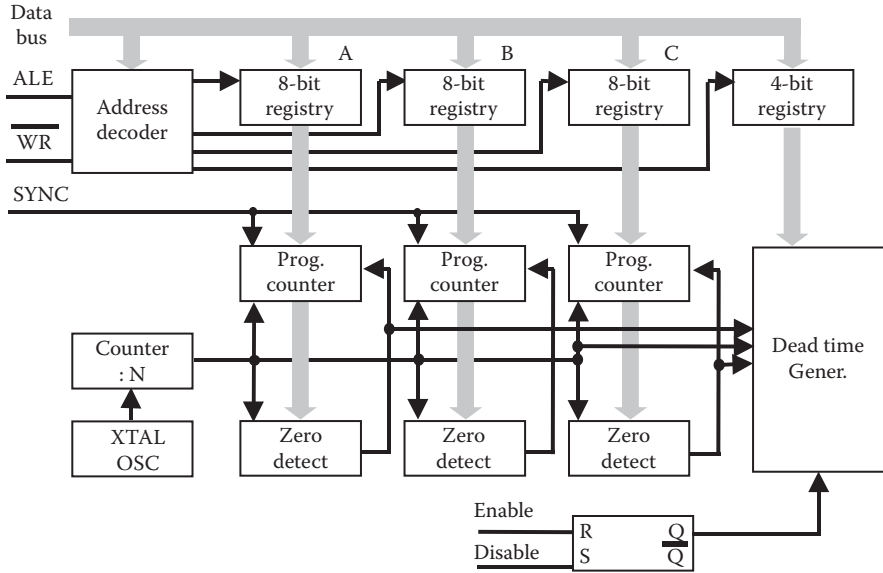 Data
bus
A
B
C
ALE
WR
Address
decoder
8-bit
registry
8-bit
registry
8-bit
registry
4-bit
registry
SYNC
Prog.
counter
Prog.
counter
Prog.
counter
Counter
: N
Dead time
Gener.
XTAL
OSC
Zero
detect
Zero
detect
Zero
detect
Enable
Disable
R
S
Q
Q